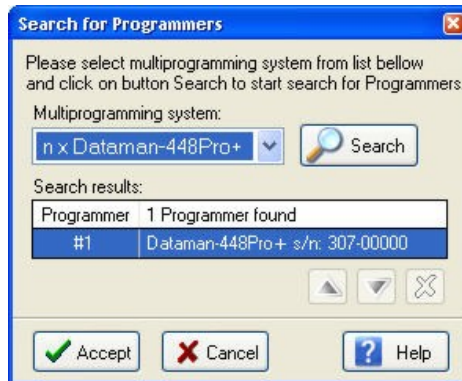 Search for Programmers
Please select multiprogramming system from list bellow
and click on button Search to start search for Programmers
Multiprogramming system:
n x Dataman-448Pro+
Search
Search results:
Programmer 1 Programmer found
#1 Dataman-448Pro+ s/n: 307-00000
Accept
Cancel
? Help